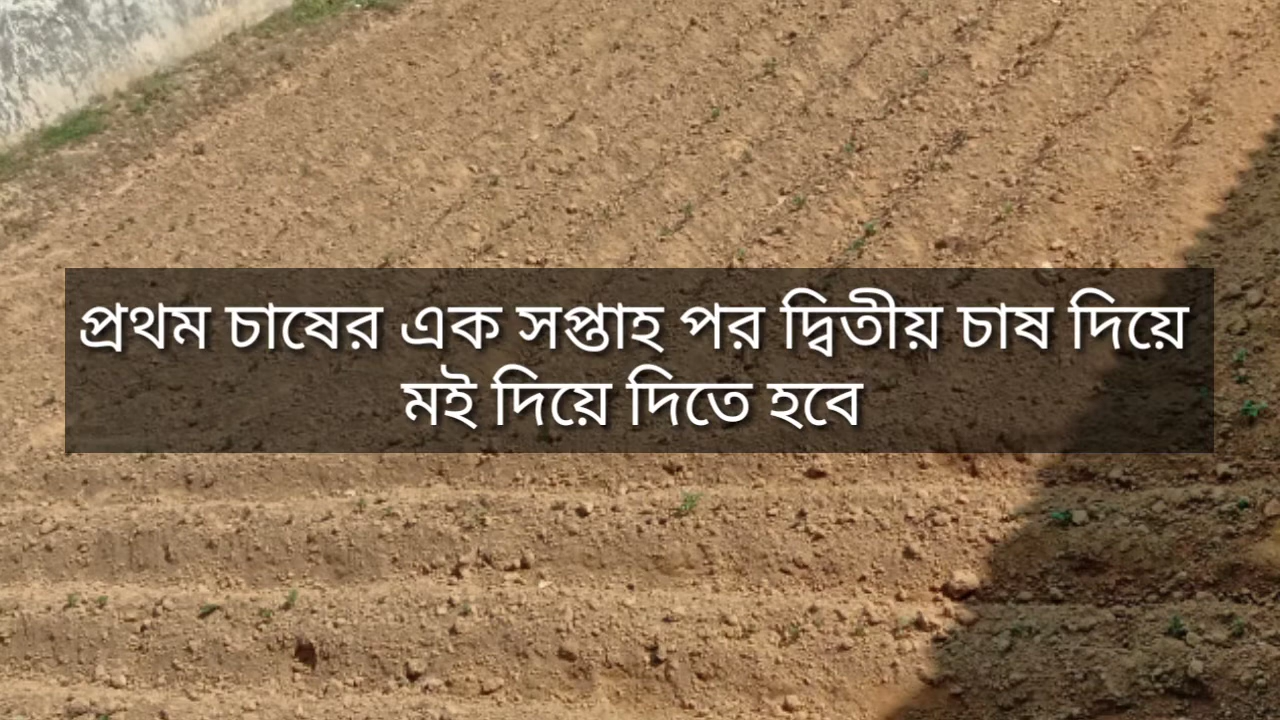 প্রথম চাষের এক সপ্তাহ পর দ্বিতীয় চাষ দিয়ে
মই দিয়ে দিতে হবে